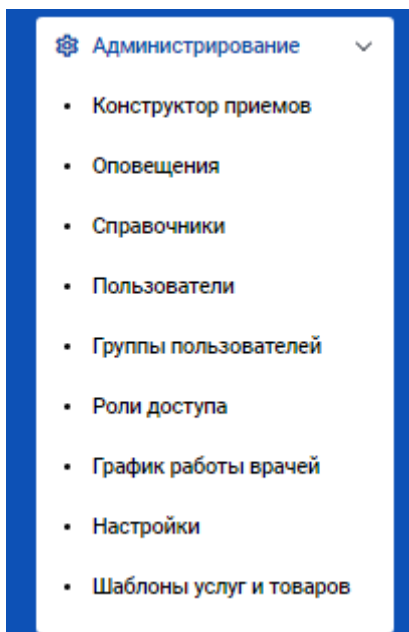 Администрирование
Конструктор приемов
Оповещения
Справочники
Пользователи
Группы пользователей
Роли доступа
График работы врачей
Настройки
Шаблоны услуг и товаров